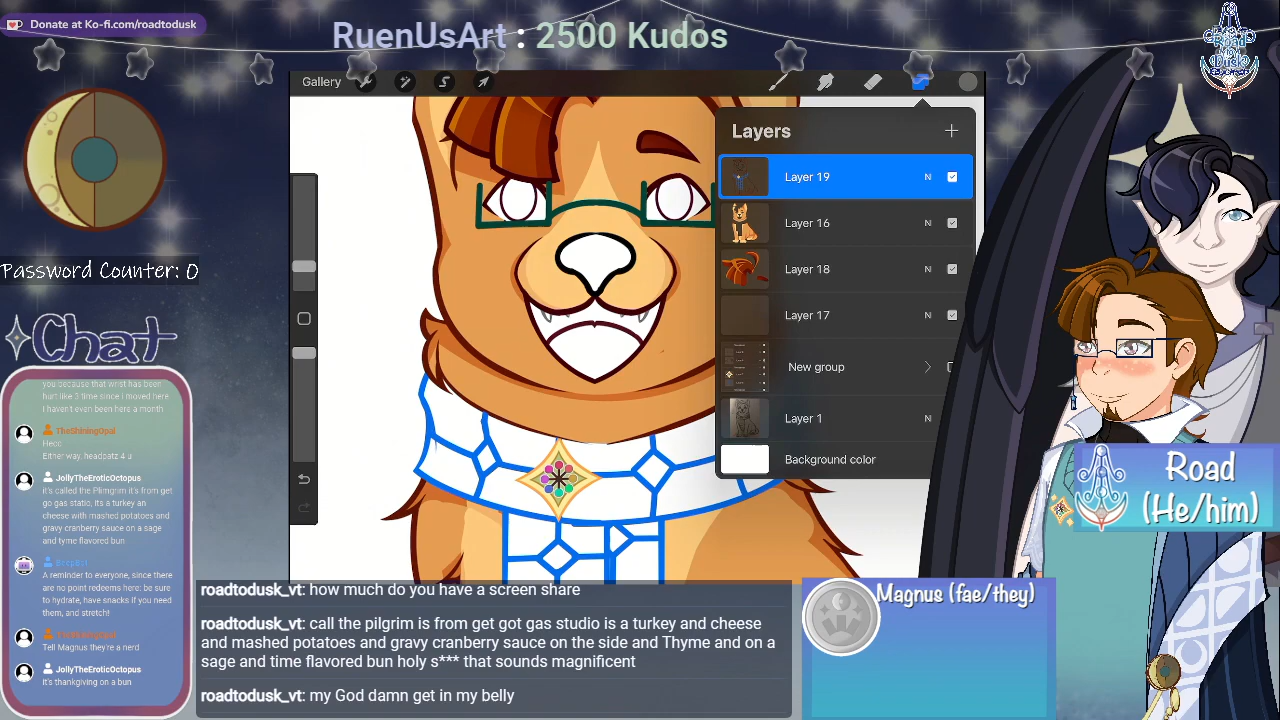 Donate at Ko-fi.com/roadtodusk
RuenUsArt : 2500 Kudos
Road
Dusk
Password Counter: 0
Chat
you because that wrist has been
hurt like 3 time since i moved here
I haven't even been here a month
TheShiningOpal
Heco
Either way, headpatz 4 u
JollyTheEroticOctopus
it's called the Plimgrim it's from get
go gas statio, its a turkey an
cheese with mashed potatoes and
gravy cranberry sauce on a sage
and tyme flavored bun
A reminder to everyone, since there
are no point redeems here: be sure
to hydrate, have snacks if you need
them, and stretch!
TheShiningOpal
Tell Magnus they're a nerd
JollyTheEroticOctopus
It's thankgiving on a bun
Gallery
Layers
Layer 19
N
Layer 16
N
Layer 18
N
Layer 17
N
New group
Layer 1
N
Background color
roadtodusk_vt: how much do you have a screen share
roadtodusk_vt: call the pilgrim is from get got gas studio is a turkey and cheese
and mashed potatoes and gravy cranberry sauce on the side and Thyme and on a
sage and time flavored bun holy s*** that sounds magnificent
roadtodusk_vt: my God damn get in my belly
Magnus (fae/they)
Road
(He/him)